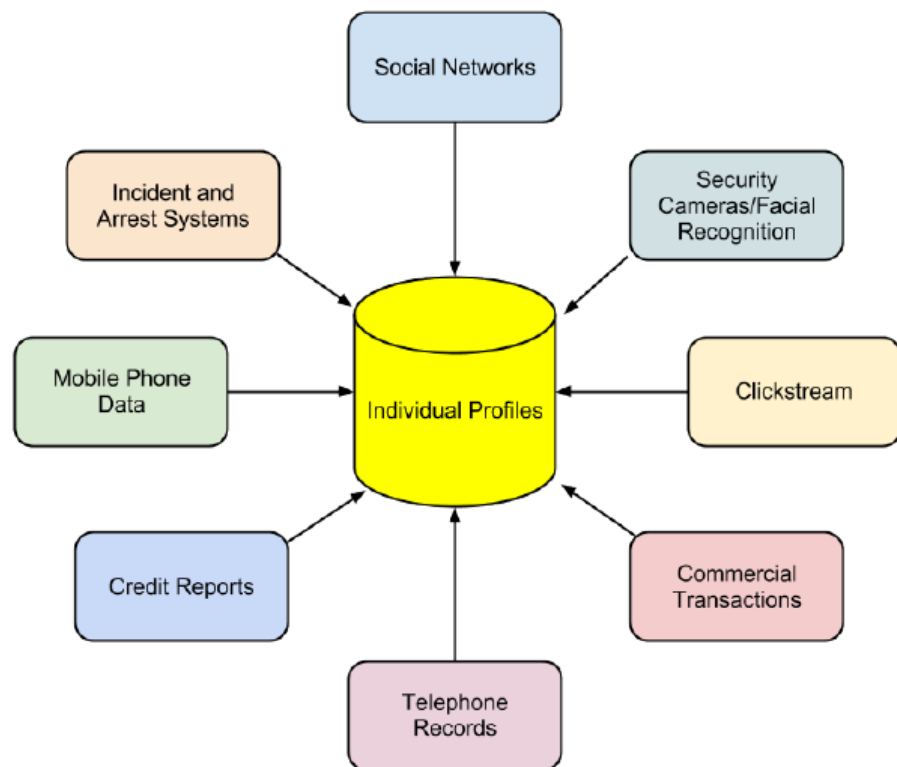 Social Networks
Incident and
Arrest Systems
Security
Cameras/Facial
Recognition
Mobile Phone
Data
Individual Profiles
Clickstream
Credit Reports
Commercial
Transactions
Telephone
Records